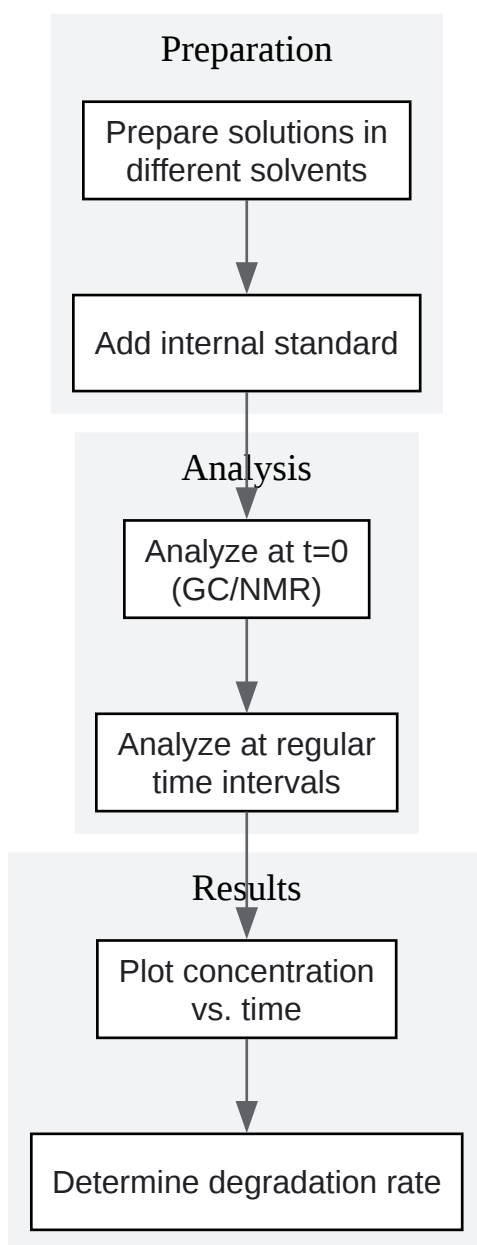 Preparation
Prepare solutions in
different solvents
Add internal standard
Analysis
Analyze at t=0
(GC/NMR)
Analyze at regular
time intervals
Results
Plot concentration
vs. time
Determine degradation rate